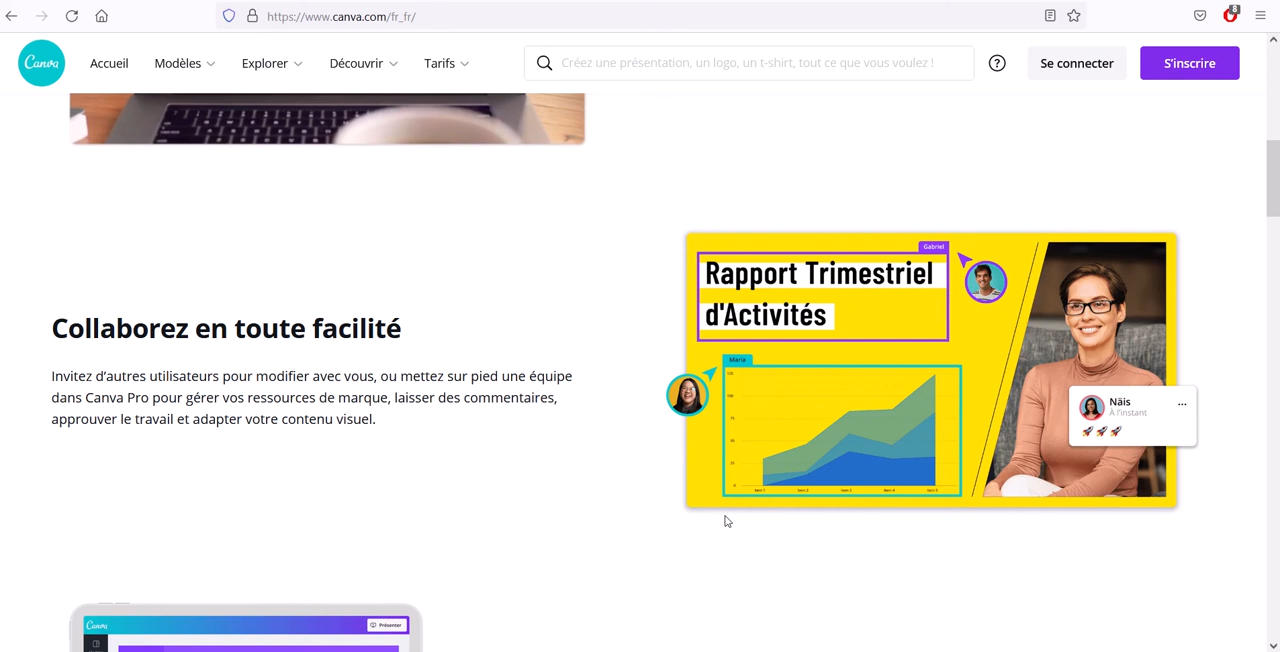 https://www.canva.com/fr_fr/
8
Canva
Accueil
Modèles
Explorer
Découvrir
Tarifs
Créez une présentation, un logo, un t-shirt, tout ce que vous voulez !
?
Se connecter
S'inscrire
Collaborez en toute facilité
Invitez d’autres utilisateurs pour modifier avec vous, ou mettez sur pied une équipe
dans Canva Pro pour gérer vos ressources de marque, laisser des commentaires,
approuver le travail et adapter votre contenu visuel.
Gabriel
Rapport Trimestriel
d'Activités
Maria
Näis
À l'instant
Canva
Présenter